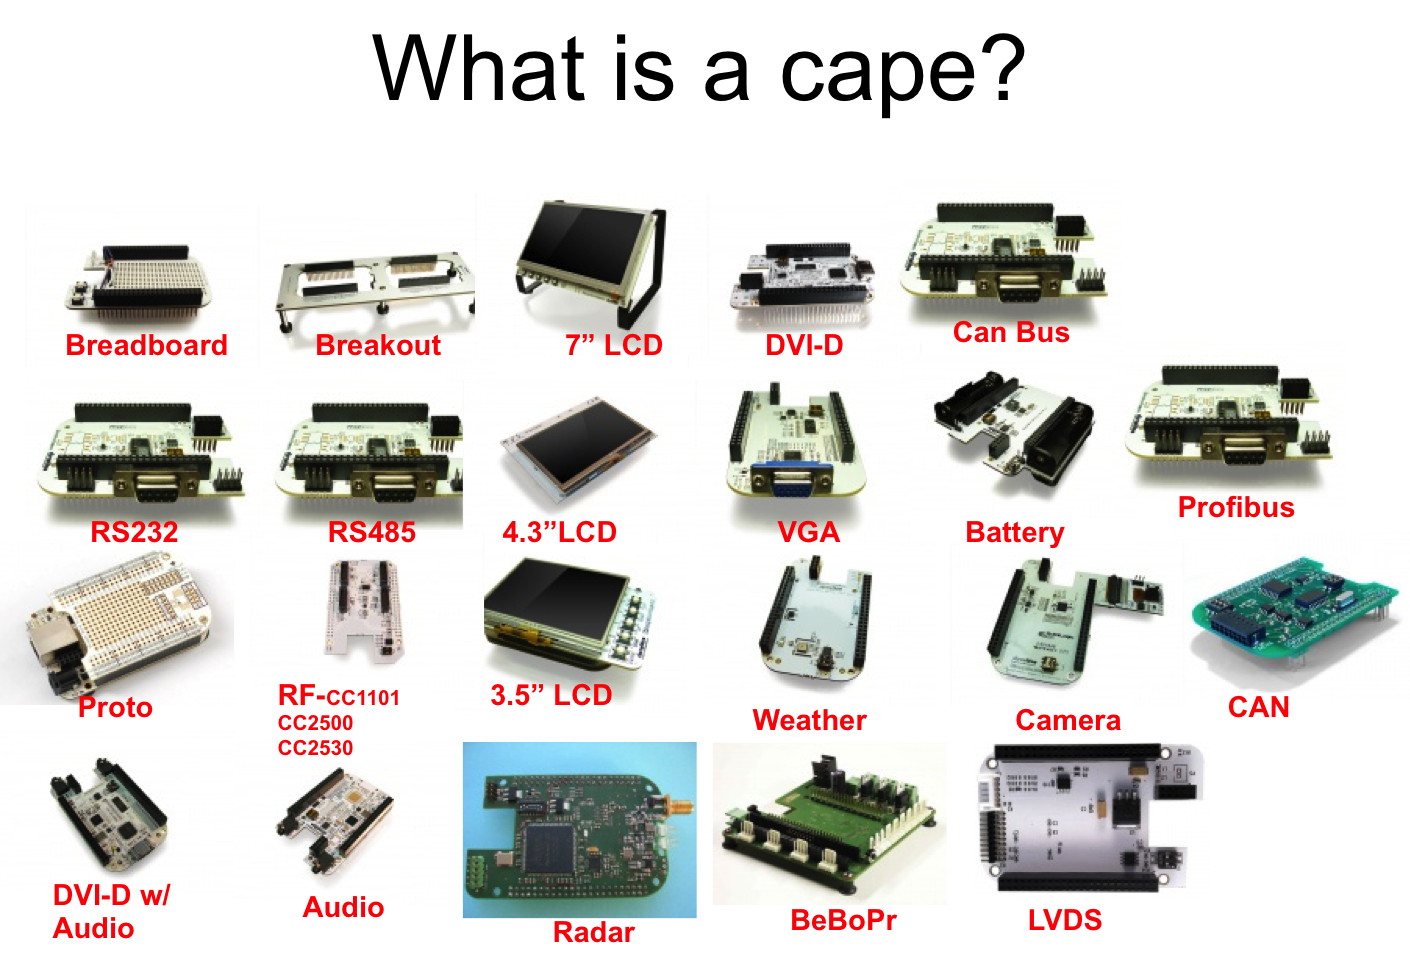 What is a cape?
Breadboard
Breakout
7” LCD
DVI-D
Can Bus
RS232
RS485
4.3”LCD
VGA
Battery
Profibus
Proto
RF-CC1101
CC2500
CC2530
3.5” LCD
Weather
Camera
CAN
DVI-D w/
Audio
Audio
Radar
BeBoPr
LVDS